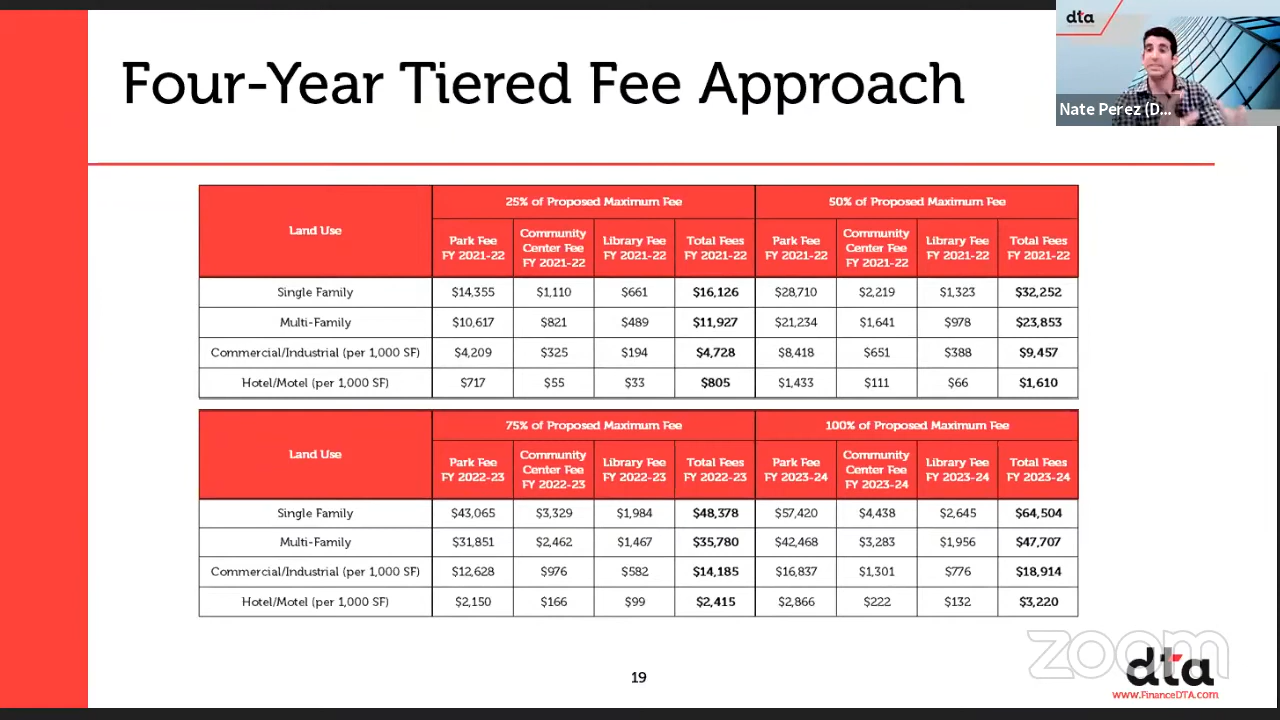 dta
Nate Perez (D...
Four-Year Tiered Fee Approach
Land Use
25% of Proposed Maximum Fee
50% of Proposed Maximum Fee
Park Fee FY 2021-22
Community Center Fee FY 2021-22
Library Fee FY 2021-22
Total Fees FY 2021-22
Park Fee FY 2021-22
Community Center Fee FY 2021-22
Library Fee FY 2021-22
Total Fees FY 2021-22
Single Family $14,355 $1,110 $661 $16,126 $28,710 $2,219 $1,323 $32,252
Multi-Family $10,617 $821 $489 $11,927 $21,234 $1,641 $978 $23,853
Commercial/Industrial (per 1,000 SF) $4,209 $325 $194 $4,728 $8,418 $651 $388 $9,457
Hotel/Motel (per 1,000 SF) $717 $55 $33 $805 $1,433 $111 $66 $1,610
Land Use
75% of Proposed Maximum Fee
100% of Proposed Maximum Fee
Park Fee FY 2022-23
Community Center Fee FY 2022-23
Library Fee FY 2022-23
Total Fees FY 2022-23
Park Fee FY 2023-24
Community Center Fee FY 2023-24
Library Fee FY 2023-24
Total Fees FY 2023-24
Single Family $43,065 $3,329 $1,984 $48,378 $57,420 $4,438 $2,645 $64,504
Multi-Family $31,851 $2,462 $1,467 $35,780 $42,468 $3,283 $1,956 $47,707
Commercial/Industrial (per 1,000 SF) $12,628 $976 $582 $14,185 $16,837 $1,301 $776 $18,914
Hotel/Motel (per 1,000 SF) $2,150 $166 $99 $2,415 $2,866 $222 $132 $3,220
19
zoom
dta
www.FinanceDTA.com